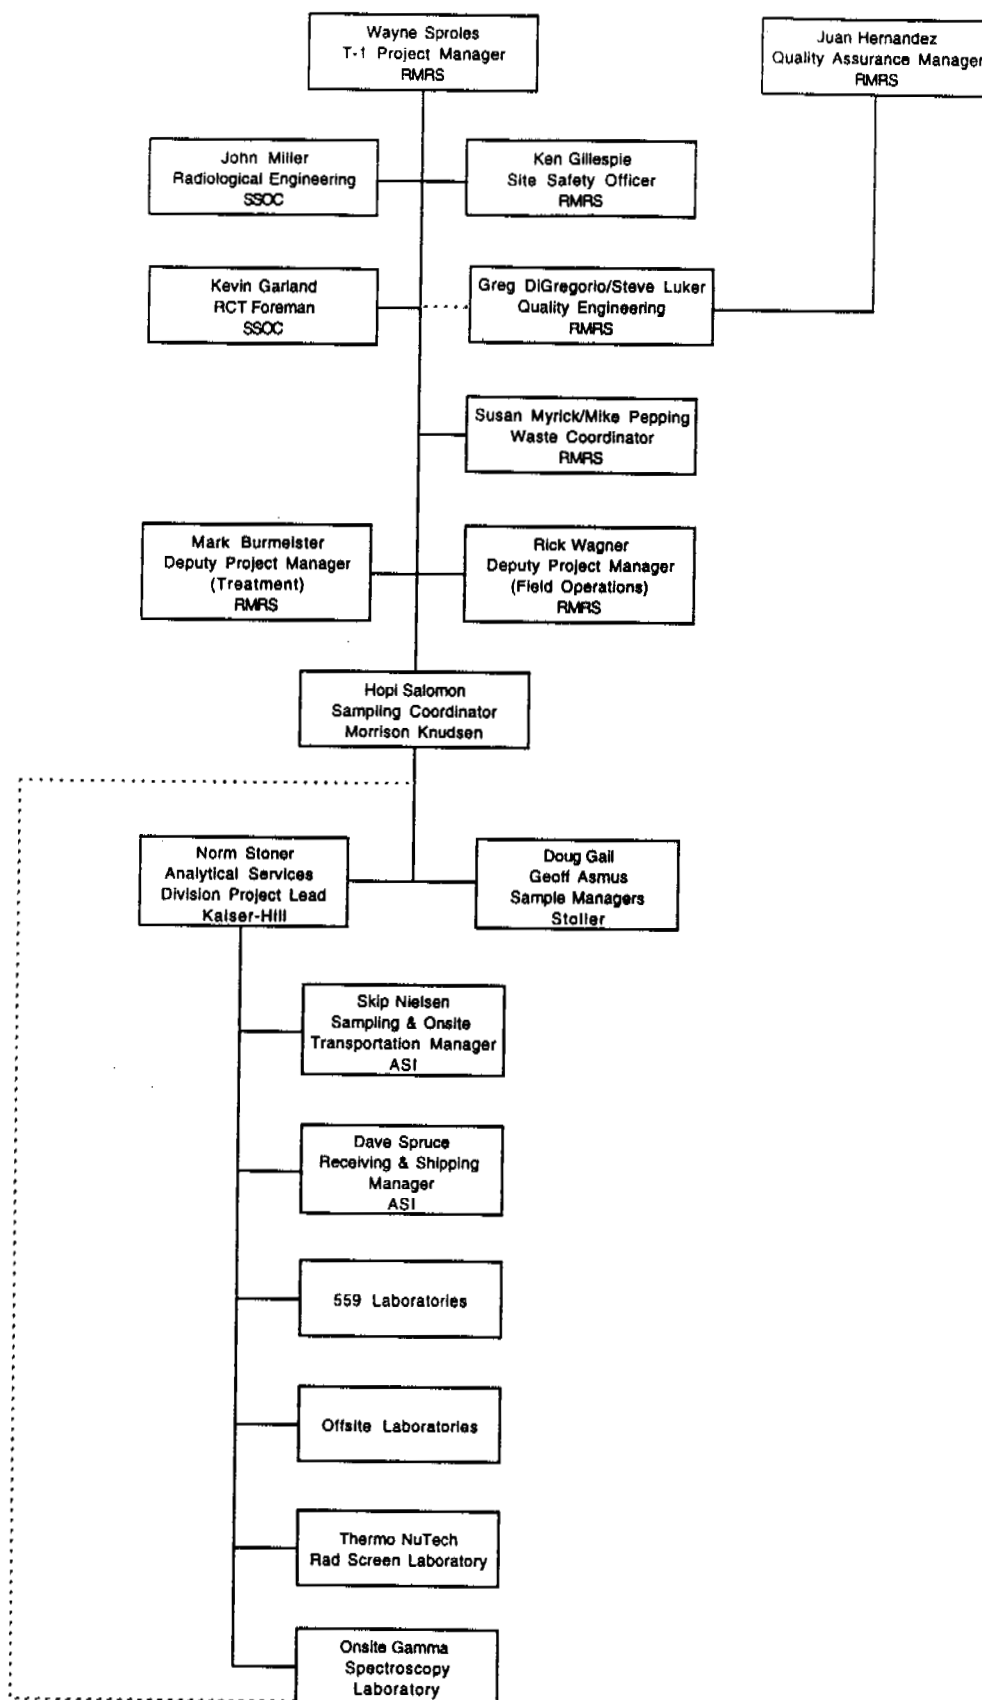 Wayne Sproles
T-1 Project Manager
RMRS
Juan Hernandez
Quality Assurance Manager
RMRS
John Miller
Radiological Engineering
SSOC
Ken Gillespie
Site Safety Officer
RMRS
Kevin Garland
RCT Foreman
SSOC
Greg DiGregorio/Steve Luker
Quality Engineering
RMRS
Susan Myrick/Mike Pepping
Waste Coordinator
RMRS
Mark Burmeister
Deputy Project Manager
(Treatment)
RMRS
Rick Wagner
Deputy Project Manager
(Field Operations)
RMRS
Hopi Salomon
Sampling Coordinator
Morrison Knudsen
Norm Stoner
Analytical Services
Division Project Lead
Kaiser-Hill
Doug Gail
Geoff Asmus
Sample Managers
Stoller
Skip Nielsen
Sampling & Onsite
Transportation Manager
ASI
Dave Spruce
Receiving & Shipping
Manager
ASI
559 Laboratories
Offsite Laboratories
Thermo NuTech
Rad Screen Laboratory
Onsite Gamma
Spectroscopy
Laboratory